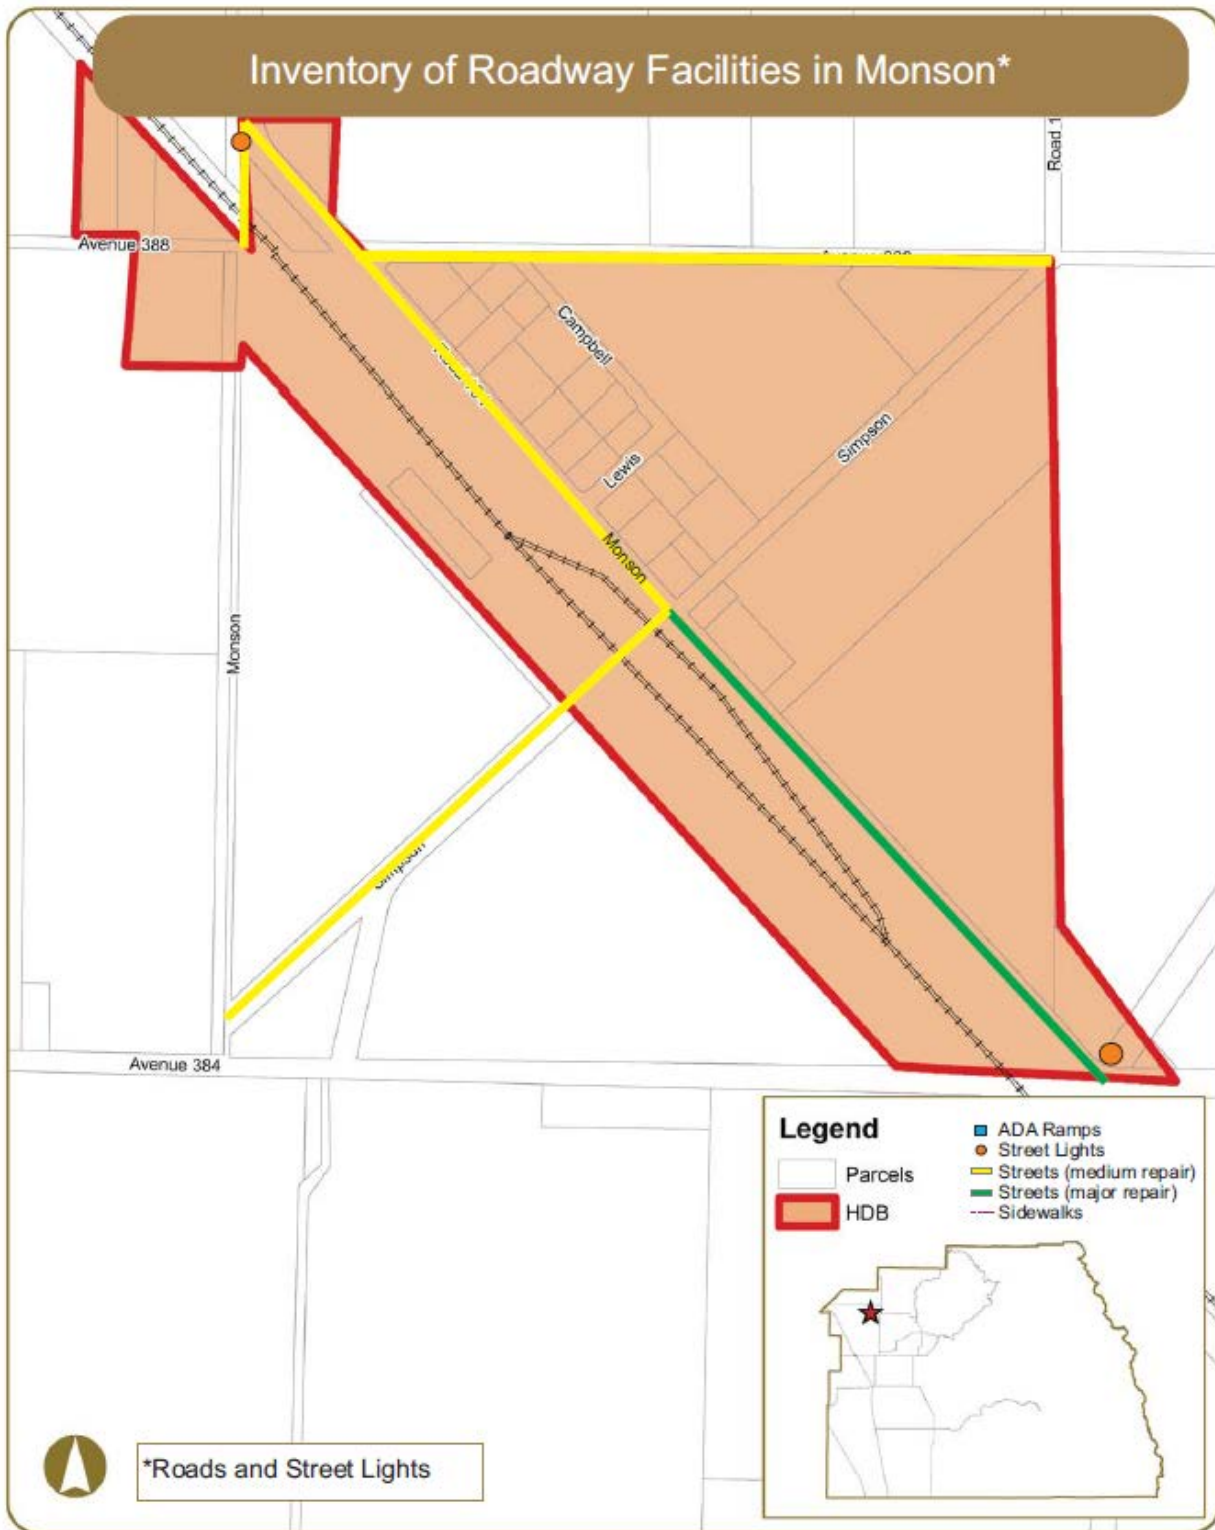 Inventory of Roadway Facilities in Monson*
Road 1
Avenue 388
Campbell
Simpson
Lewis
Monson
Monson
Simpson
Avenue 384
Legend
Parcels
HDB
ADA Ramps
Street Lights
Streets (medium repair)
Streets (major repair)
Sidewalks
*Roads and Street Lights